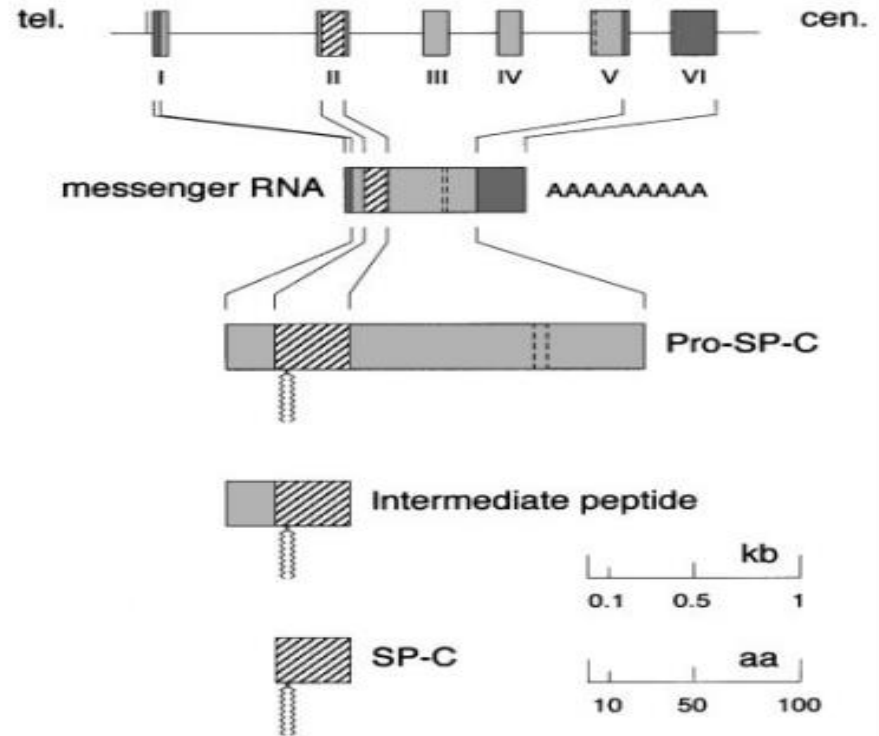 tel. cen.
I II III IV V VI
messenger RNA AAAAAAAAA
Pro-SP-C
Intermediate peptide
kb
0.1 0.5 1
SP-C aa
10 50 100